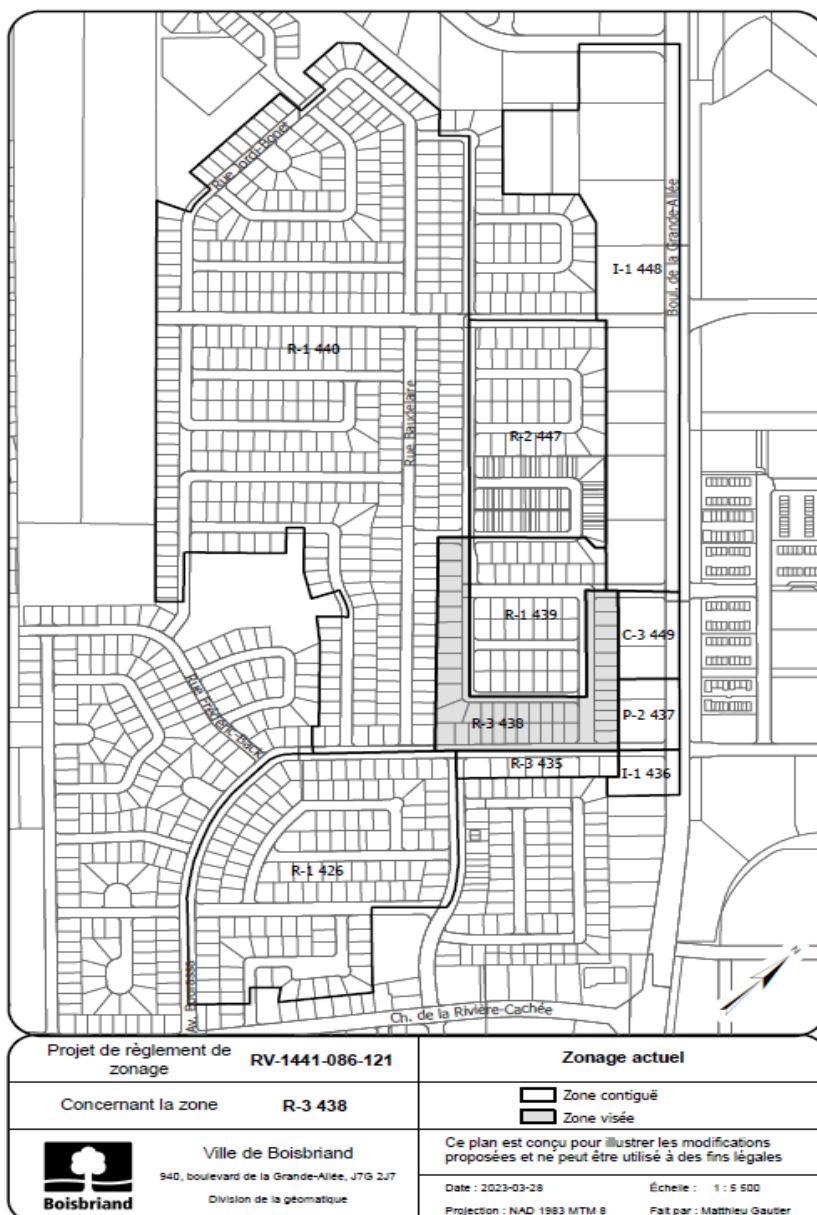 Rue Jordi-Bonet
Boul. de la Grande-Allée
I-1 448
R-1 440
Rue Baudelaire
R-2 447
R-1 439
C-3 449
Rue Frédéric-Back
R-3 438
P-2 437
R-3 435
I-1 436
R-1 426
N
Av. Bourassa
Ch. de la Rivière-Cachée
Projet de règlement de
zonage
RV-1441-086-121
Zonage actuel
Concernant la zone
R-3 438
Zone contiguë
Zone visée
Boisbriand
Ville de Boisbriand
940, boulevard de la Grande-Allée, J7G 2J7
Division de la géomatique
Ce plan est conçu pour illustrer les modifications
proposées et ne peut être utilisé à des fins légales
Date : 2023-03-28
Échelle : 1 : 5 500
Projection : NAD 1983 MTM 8
Fait par : Matthieu Gautier